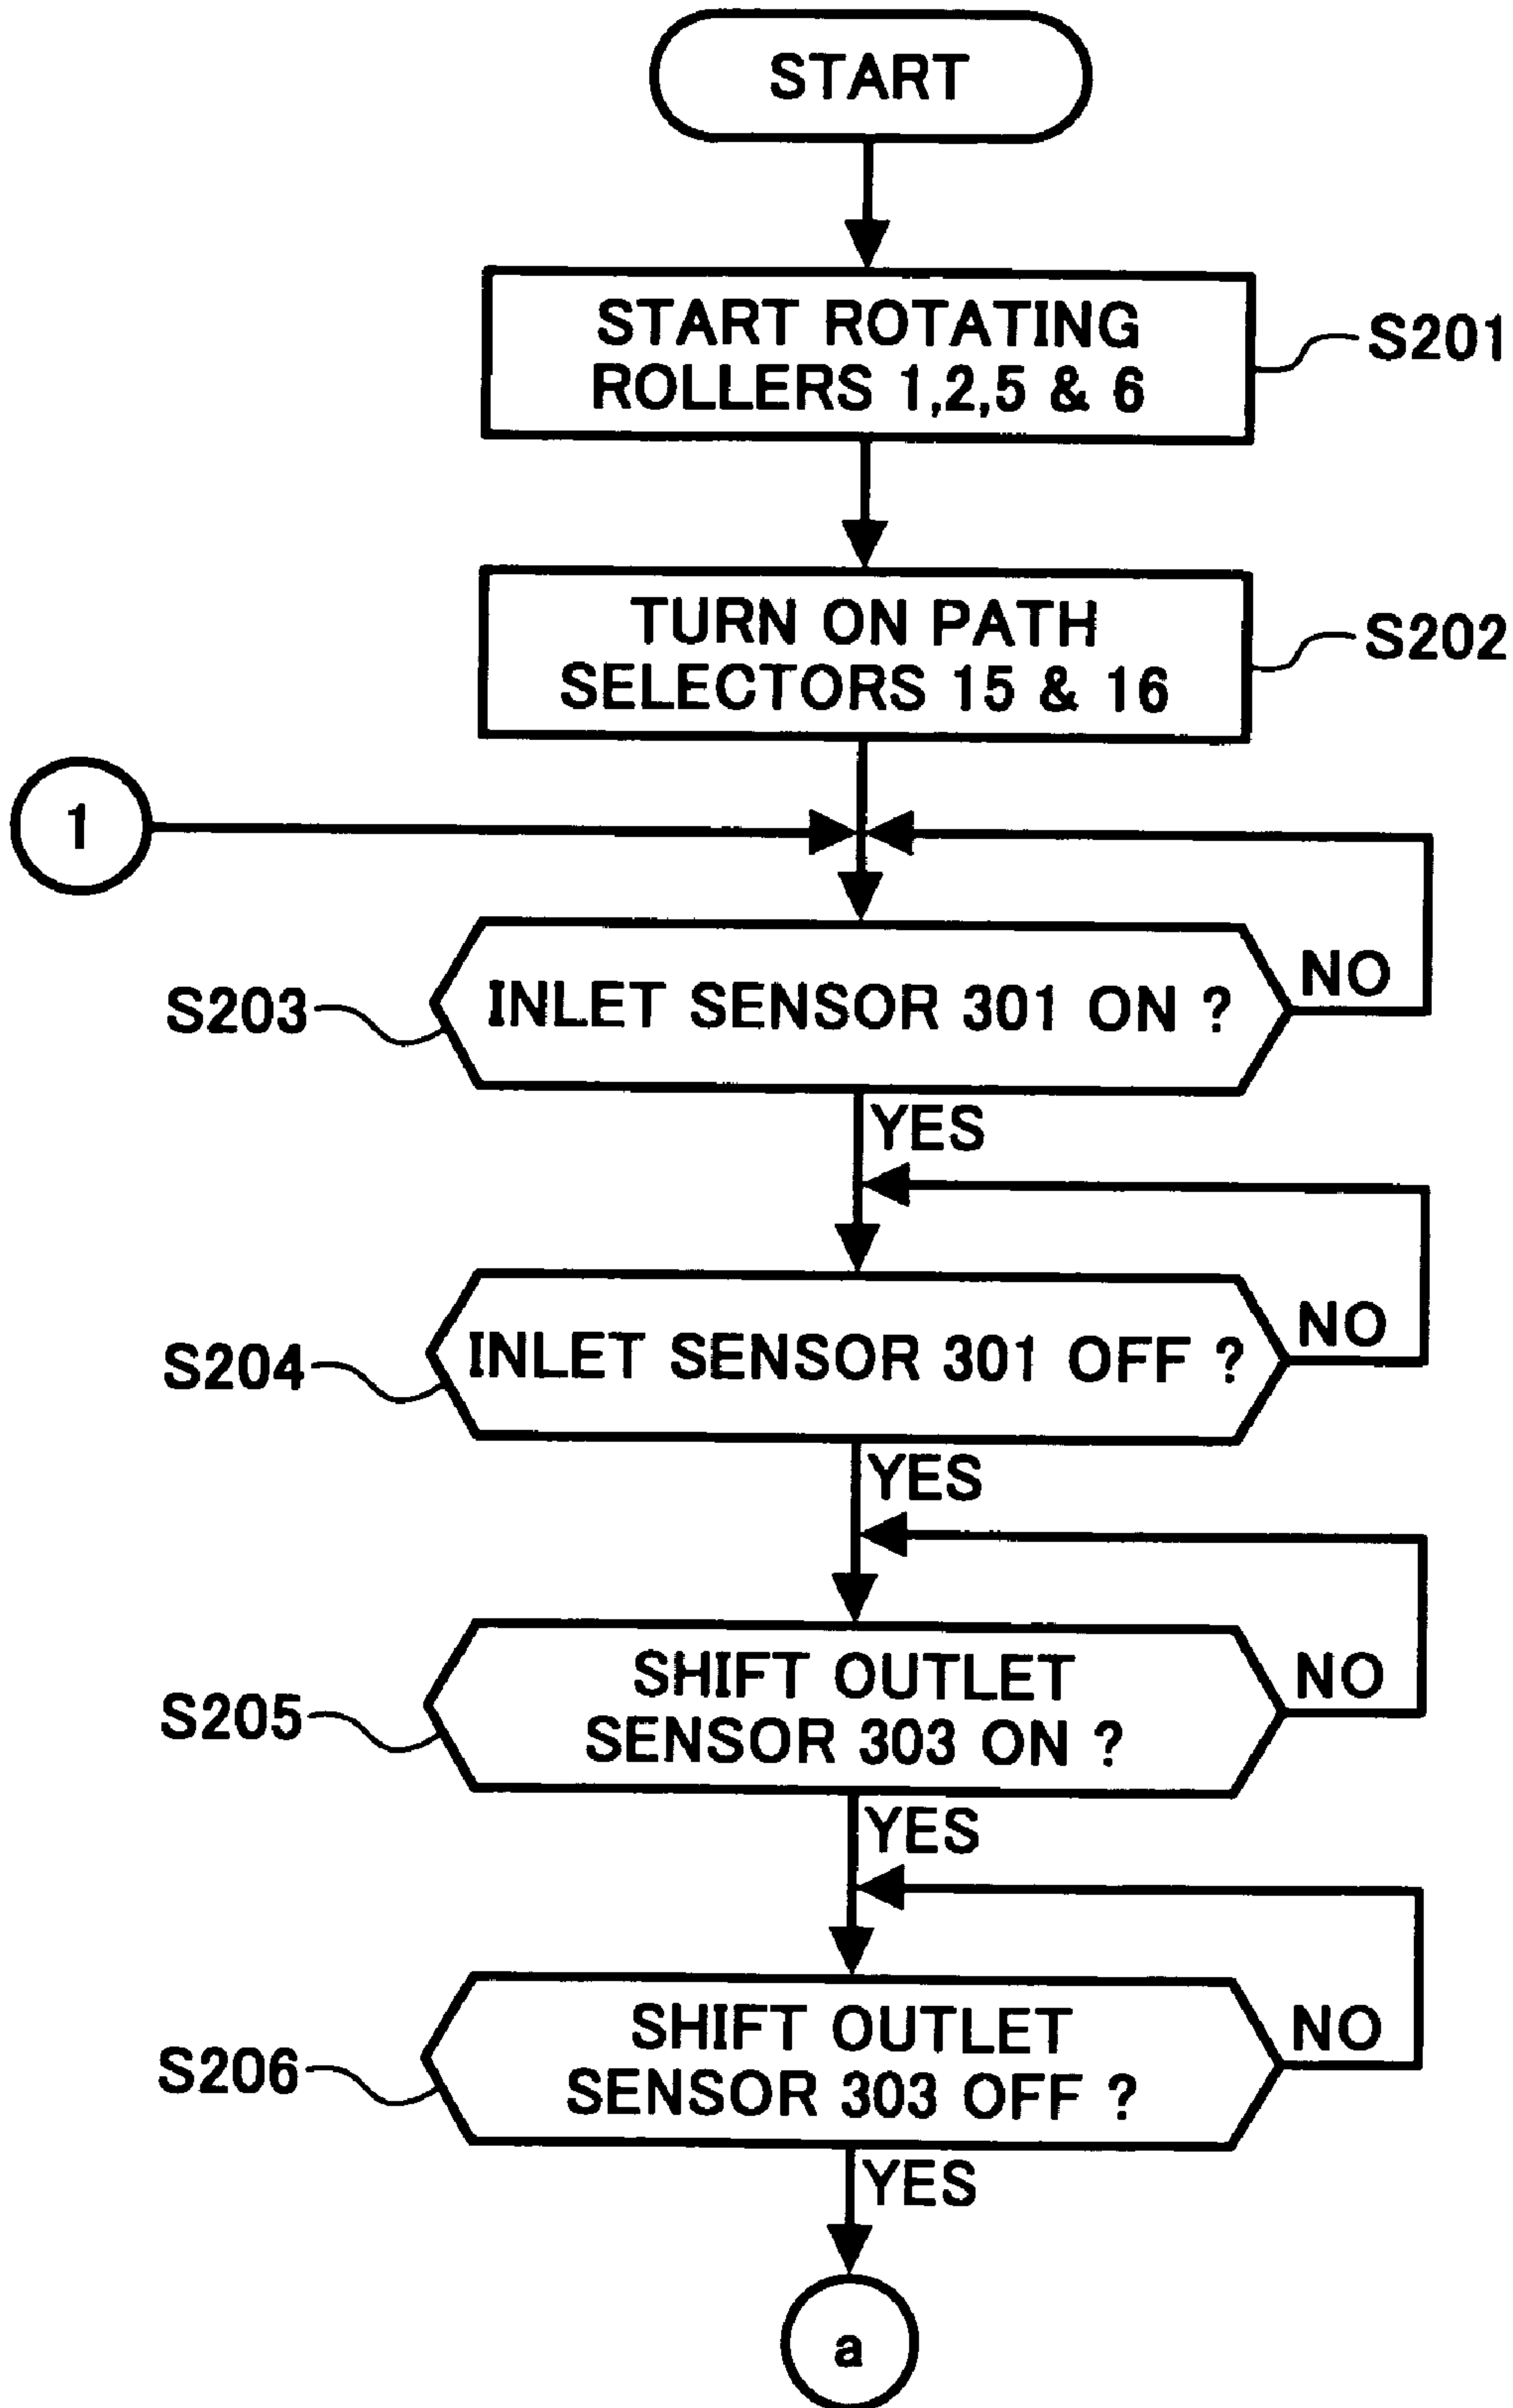 START
START ROTATING
ROLLERS 1,2,5 & 6
S201
TURN ON PATH
SELECTORS 15 & 16
S202
1
INLET SENSOR 301 ON ?
NO
S203
YES
INLET SENSOR 301 OFF ?
NO
S204
YES
SHIFT OUTLET
SENSOR 303 ON ?
NO
S205
YES
SHIFT OUTLET
SENSOR 303 OFF ?
NO
S206
YES
a